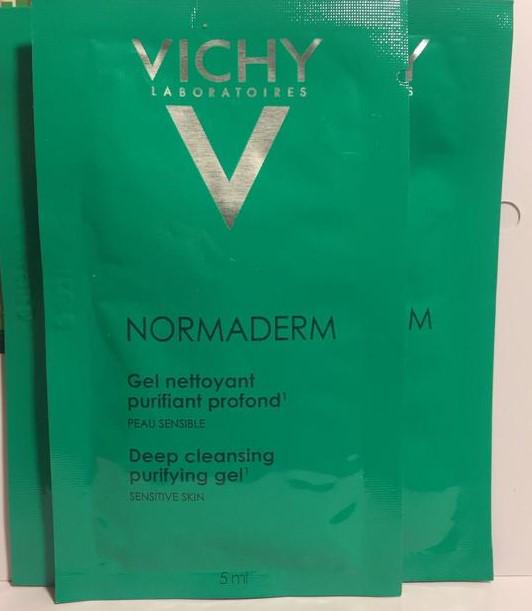 VICHY
LABORATOIRES
V
NORMADERM
Gel nettoyant
purifiant profond¹
PEAU SENSIBLE
Deep cleansing
purifying gel¹
SENSITIVE SKIN
5 ml
Y
S
M